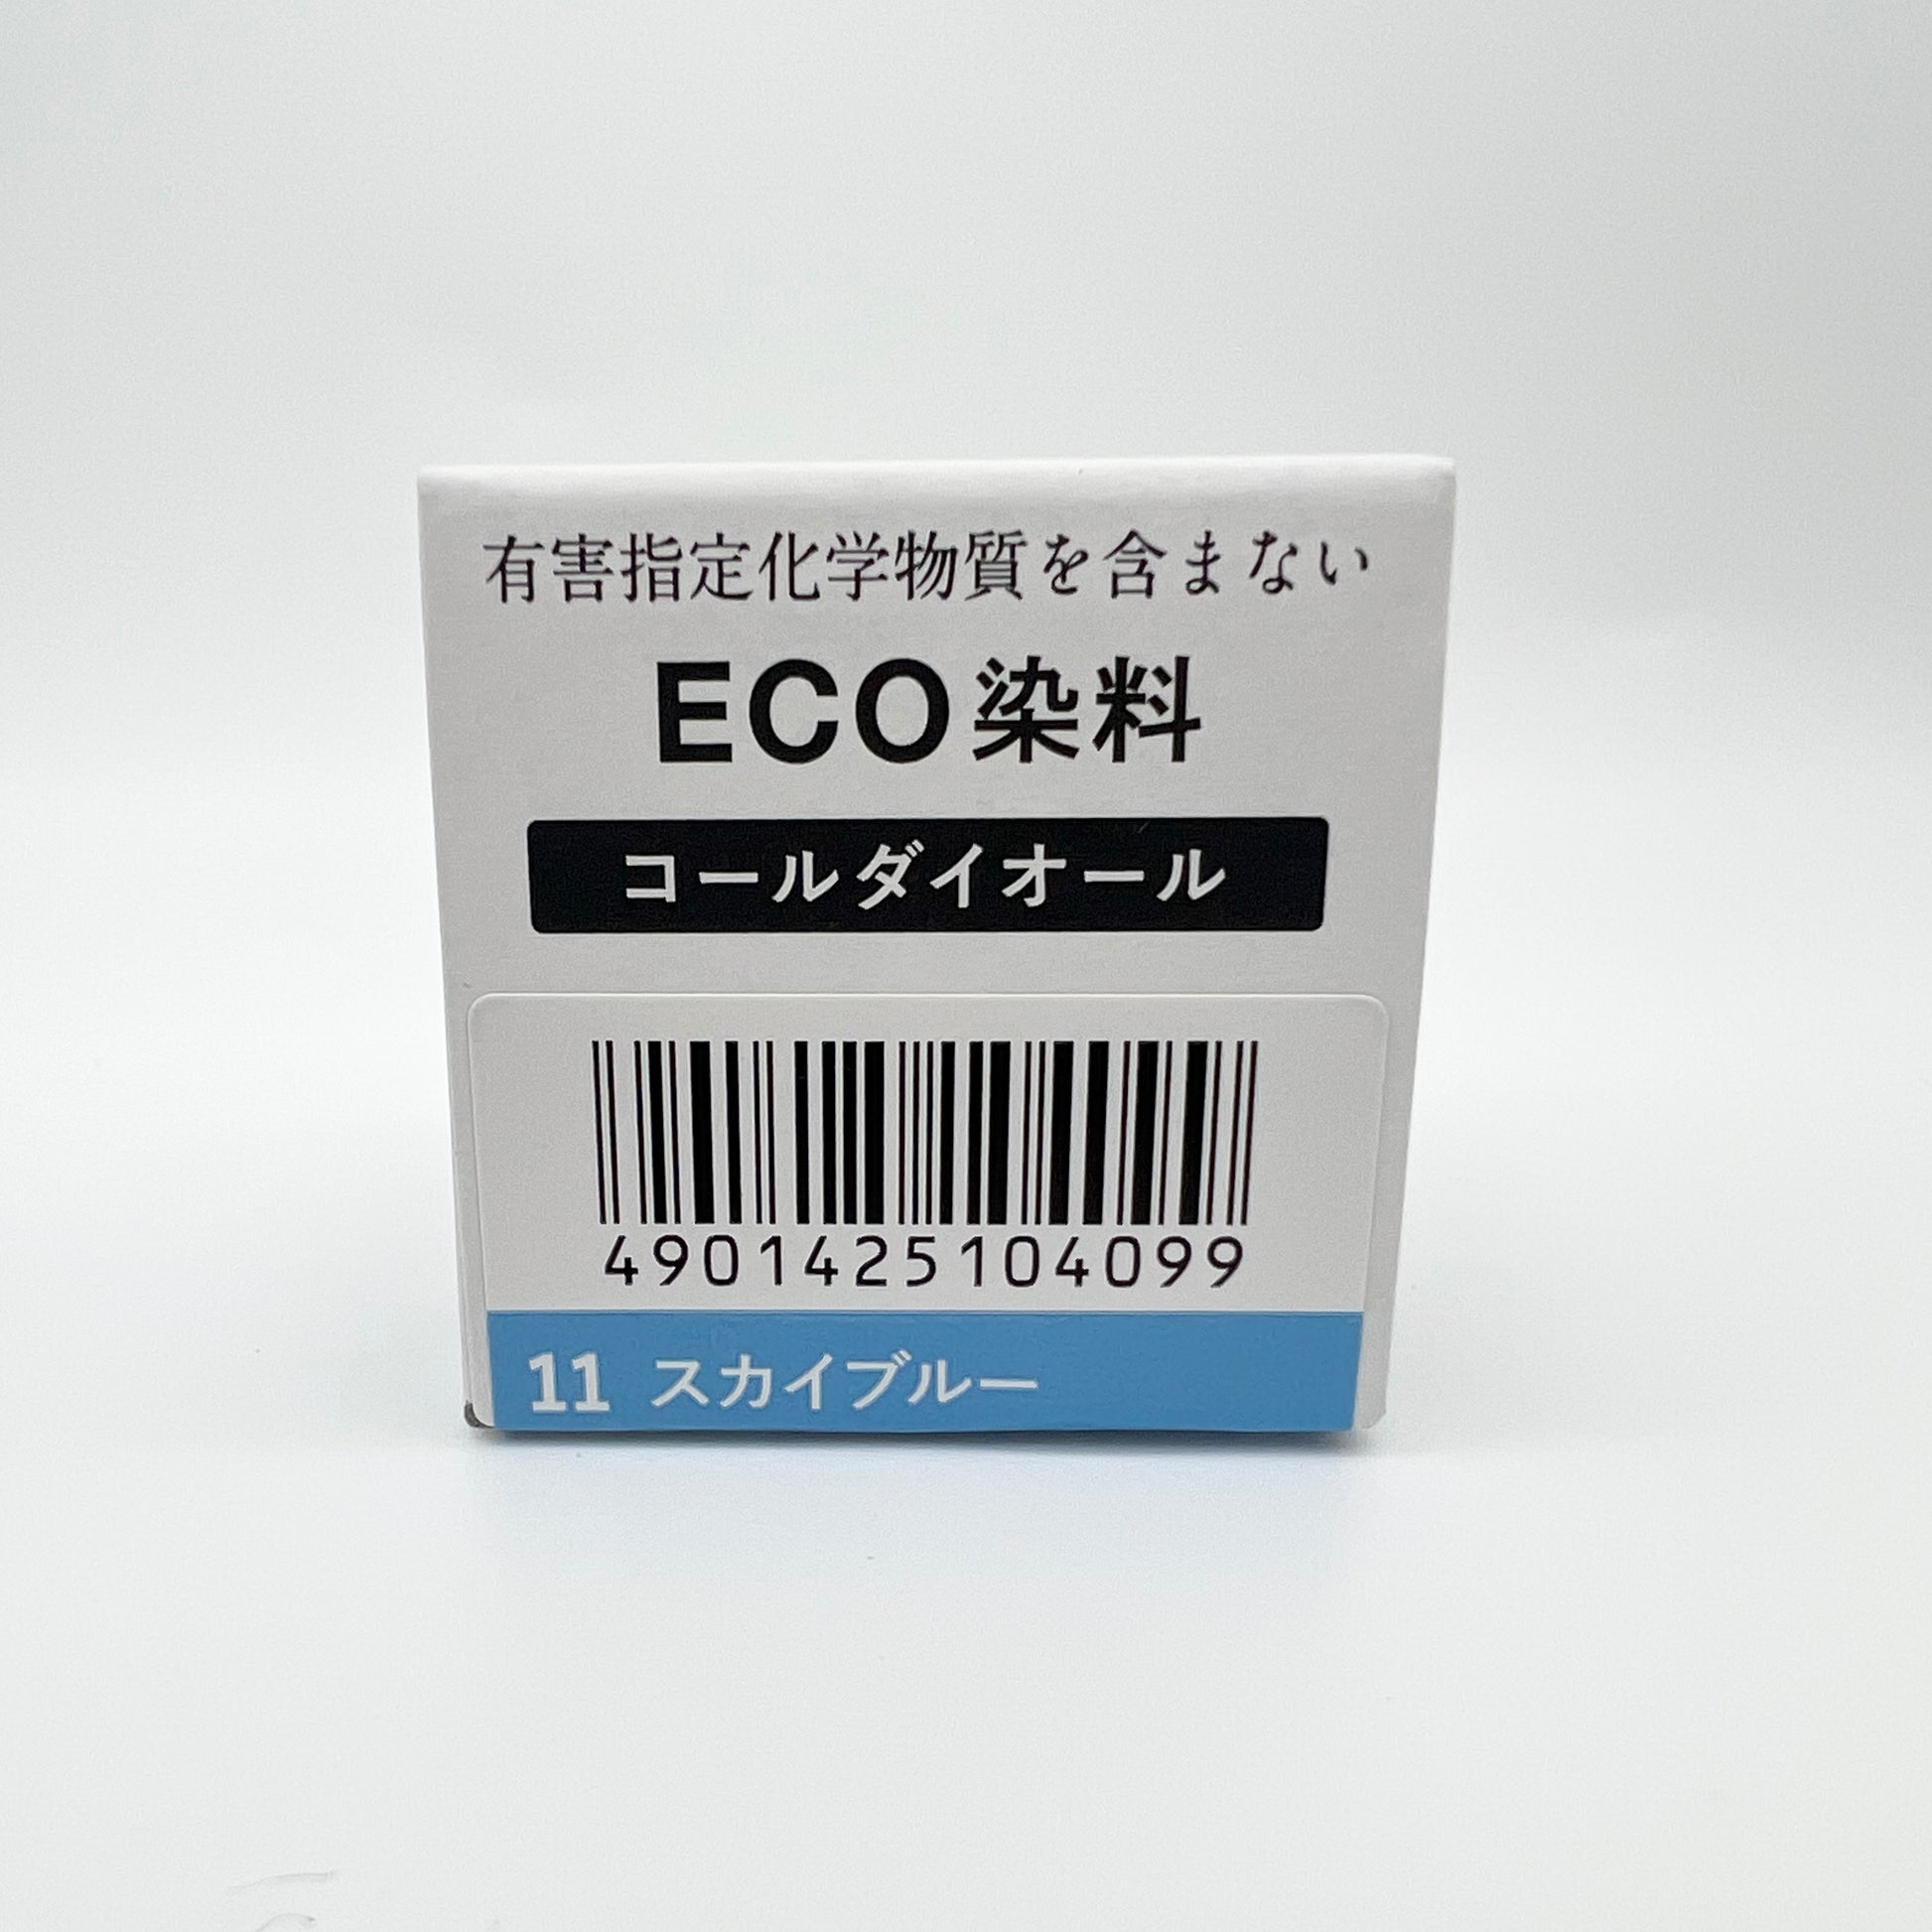 有害指定化学物質を含まない
ECO染料
コールダイオール
4901425104099
11 スカイブルー